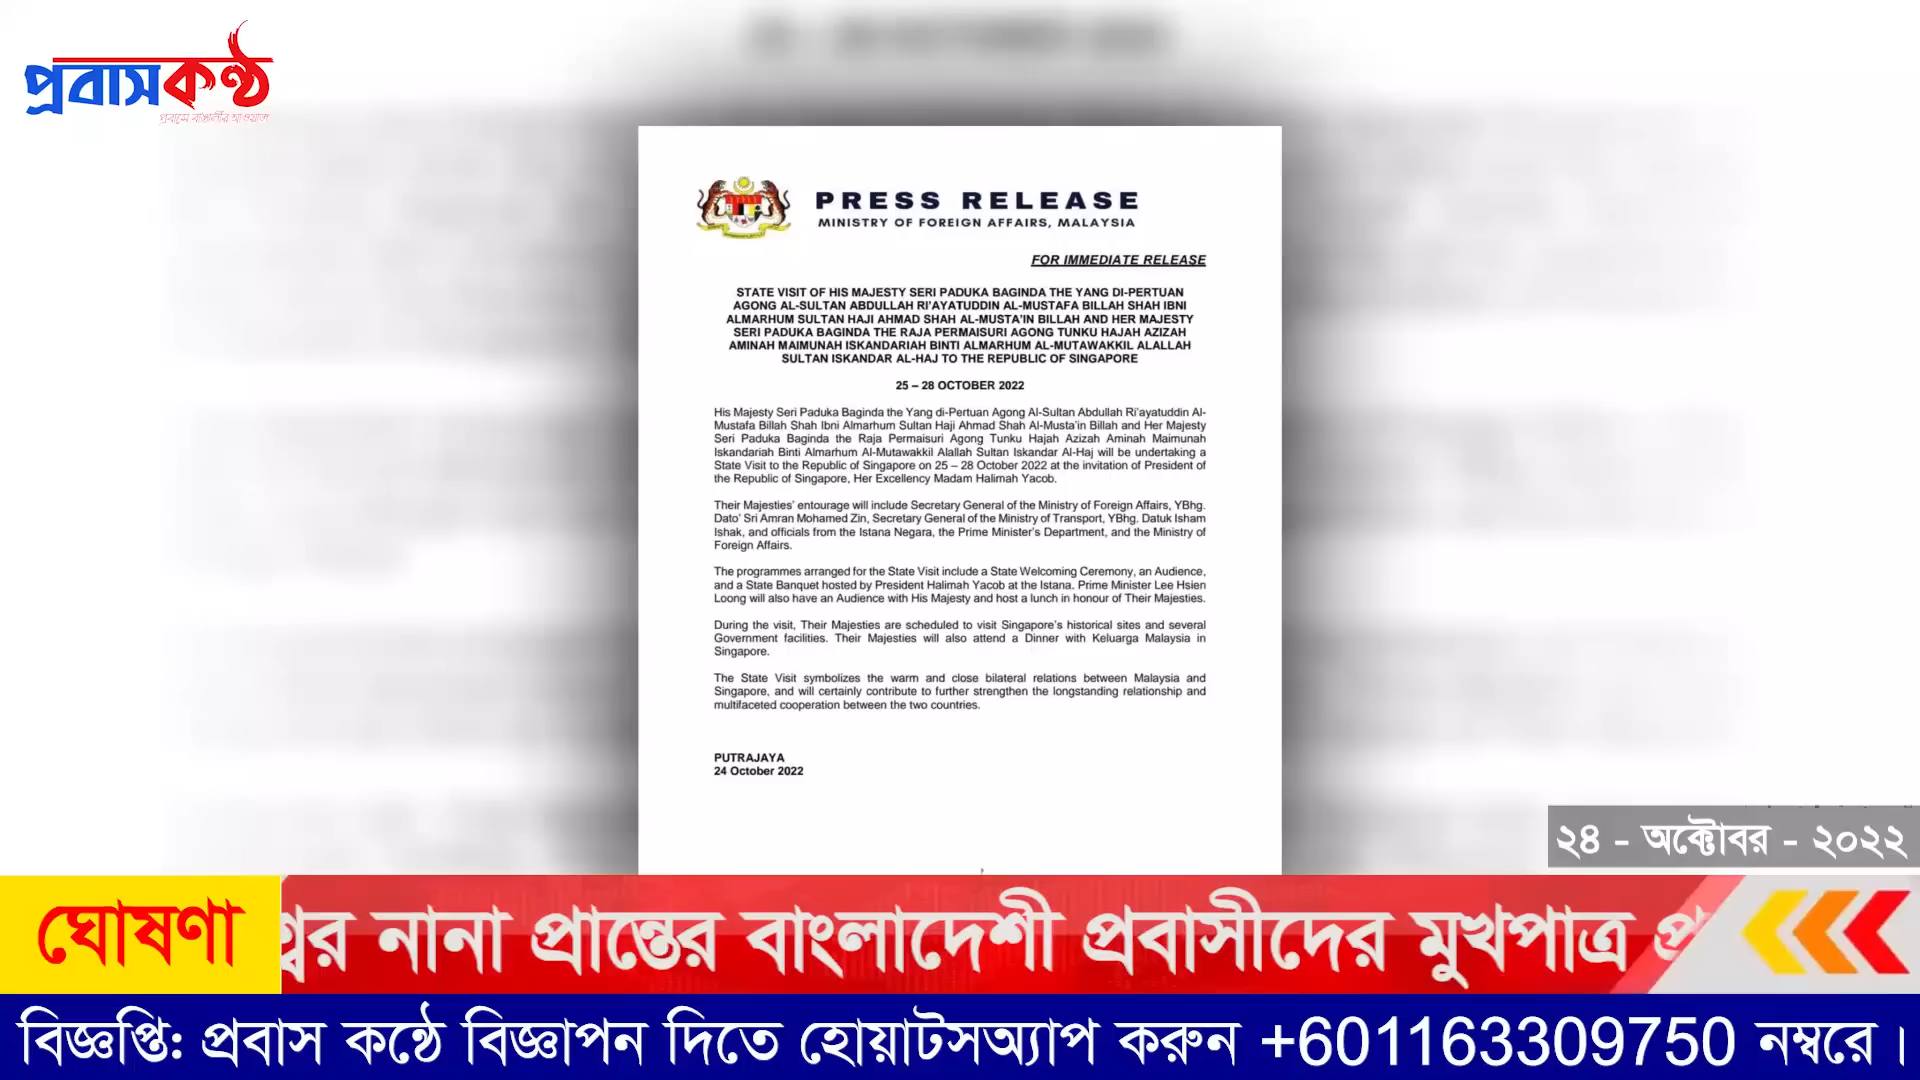 প্রবাসকণ্ঠ
প্রবাসে বাঙালীর আওয়াজ
PRESS RELEASE
MINISTRY OF FOREIGN AFFAIRS, MALAYSIA
FOR IMMEDIATE RELEASE
STATE VISIT OF HIS MAJESTY SERI PADUKA BAGINDA THE YANG DI-PERTUAN
AGONG AL-SULTAN ABDULLAH RI'AYATUDDIN AL-MUSTAFA BILLAH SHAH IBNI
ALMARHUM SULTAN HAJI AHMAD SHAH AL-MUSTA'IN BILLAH AND HER MAJESTY
SERI PADUKA BAGINDA THE RAJA PERMAISURI AGONG TUNKU HAJAH AZIZAH
AMINAH MAIMUNAH ISKANDARIAH BINTI ALMARHUM AL-MUTAWAKKIL ALALLAH
SULTAN ISKANDAR AL-HAJ TO THE REPUBLIC OF SINGAPORE
25 – 28 OCTOBER 2022
His Majesty Seri Paduka Baginda the Yang di-Pertuan Agong Al-Sultan Abdullah Ri'ayatuddin Al-
Mustafa Billah Shah Ibni Almarhum Sultan Haji Ahmad Shah Al-Musta'in Billah and Her Majesty
Seri Paduka Baginda the Raja Permaisuri Agong Tunku Hajah Azizah Aminah Maimunah
Iskandariah Binti Almarhum Al-Mutawakkil Alallah Sultan Iskandar Al-Haj will be undertaking a
State Visit to the Republic of Singapore on 25 – 28 October 2022 at the invitation of President of
the Republic of Singapore, Her Excellency Madam Halimah Yacob.
Their Majesties' entourage will include Secretary General of the Ministry of Foreign Affairs, YBhg.
Dato' Sri Amran Mohamed Zin, Secretary General of the Ministry of Transport, YBhg. Datuk Isham
Ishak, and officials from the Istana Negara, the Prime Minister's Department, and the Ministry of
Foreign Affairs.
The programmes arranged for the State Visit include a State Welcoming Ceremony, an Audience,
and a State Banquet hosted by President Halimah Yacob at the Istana. Prime Minister Lee Hsien
Loong will also have an Audience with His Majesty and host a lunch in honour of Their Majesties.
During the visit, Their Majesties are scheduled to visit Singapore's historical sites and several
Government facilities. Their Majesties will also attend a Dinner with Keluarga Malaysia in
Singapore.
The State Visit symbolizes the warm and close bilateral relations between Malaysia and
Singapore, and will certainly contribute to further strengthen the longstanding relationship and
multifaceted cooperation between the two countries.
PUTRAJAYA
24 October 2022
২৪ - অক্টোবর - ২০২২
ঘোষণা
শ্বের নানা প্রান্তের বাংলাদেশী প্রবাসীদের মুখপাত্র
বিজ্ঞপ্তি: প্রবাস কন্ঠে বিজ্ঞাপন দিতে হোয়াটসঅ্যাপ করুন +601163309750 নম্বরে।